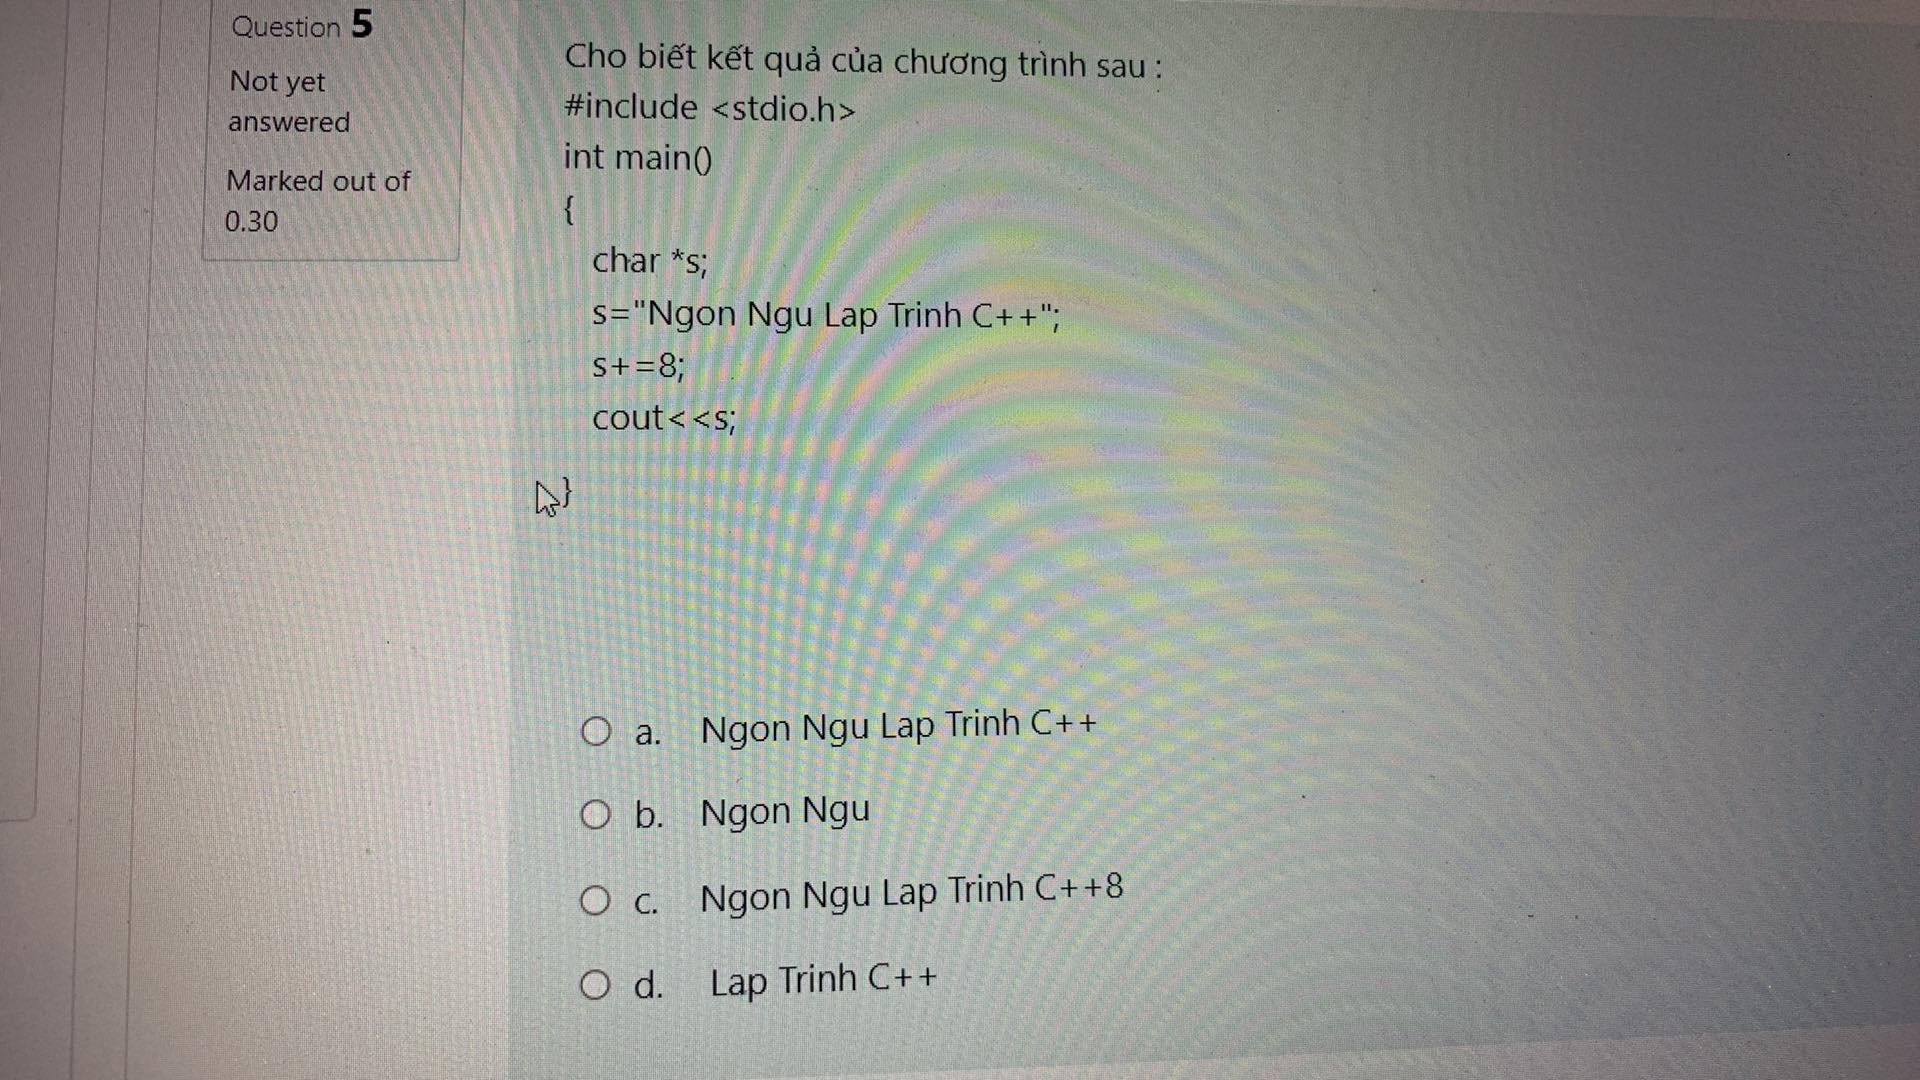 Question 5
Not yet
answered
Marked out of
0.30
Cho biết kết quả của chương trình sau :
#include <stdio.h>
int main()
{
char *s;
s="Ngon Ngu Lap Trinh C++";
s+=8;
cout<<s;
}
a. Ngon Ngu Lap Trinh C++
b. Ngon Ngu
c. Ngon Ngu Lap Trinh C++8
d. Lap Trinh C++